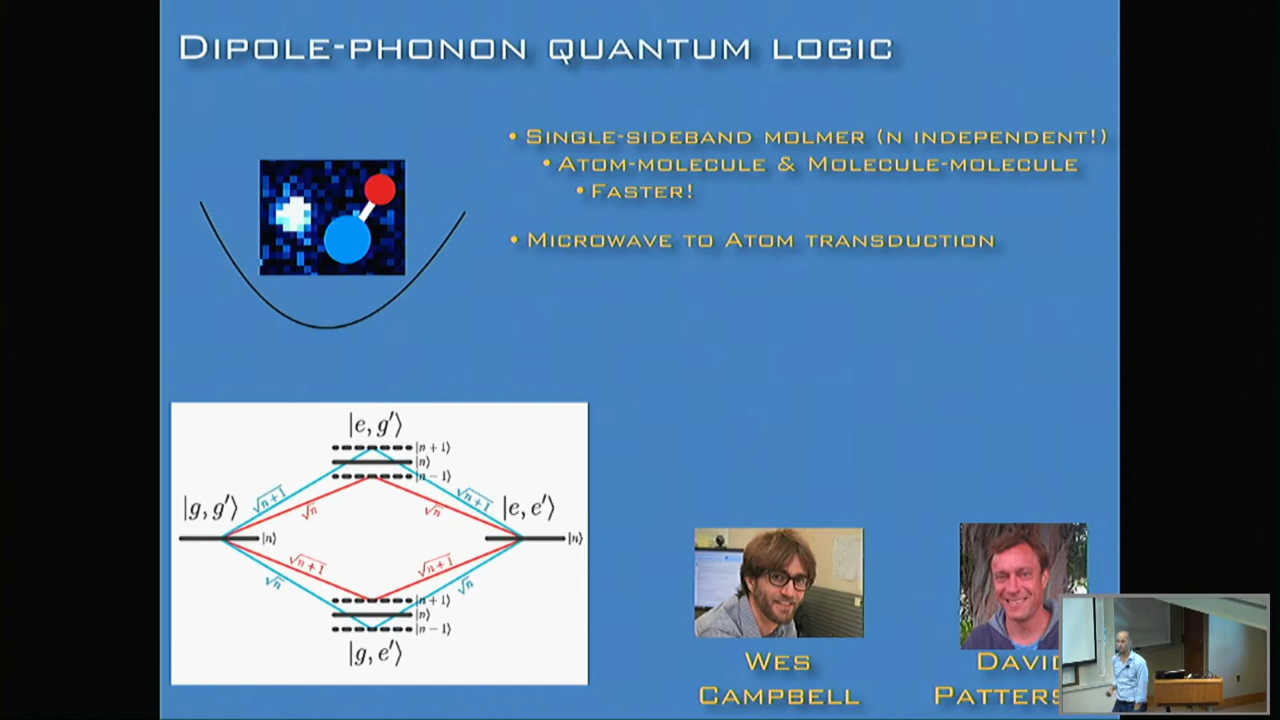 DIPOLE-PHONON QUANTUM LOGIC
• SINGLE-SIDEBAND MOLMER (N INDEPENDENT!)
• ATOM-MOLECULE & MOLECULE-MOLECULE
• FASTER!
• MICROWAVE TO ATOM TRANSDUCTION
|e, g′⟩
|n+1⟩
|n⟩
|n−1⟩
|g, g′⟩
√n+1
√n+1
|e, e′⟩
√n
√n
|n⟩
|n⟩
√n+1
√n+1
√n
√n
|n+1⟩
|n⟩
|n−1⟩
|g, e′⟩
WES
CAMPBELL
DAVID
PATTERS